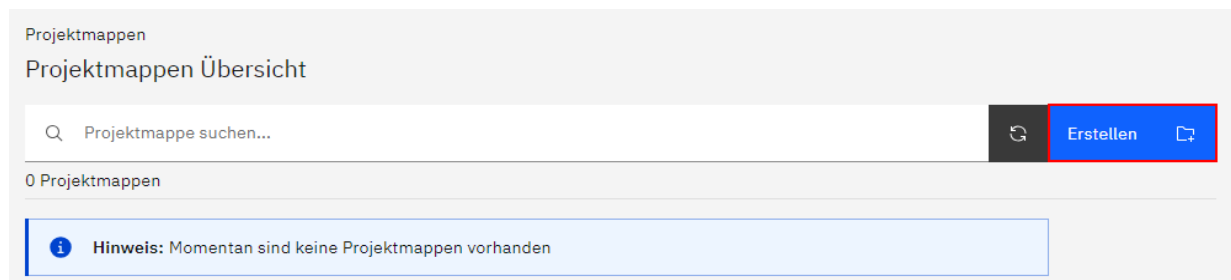 Projektmappen
Projektmappen Übersicht
Projektmappe suchen...
Erstellen
0 Projektmappen
Hinweis: Momentan sind keine Projektmappen vorhanden